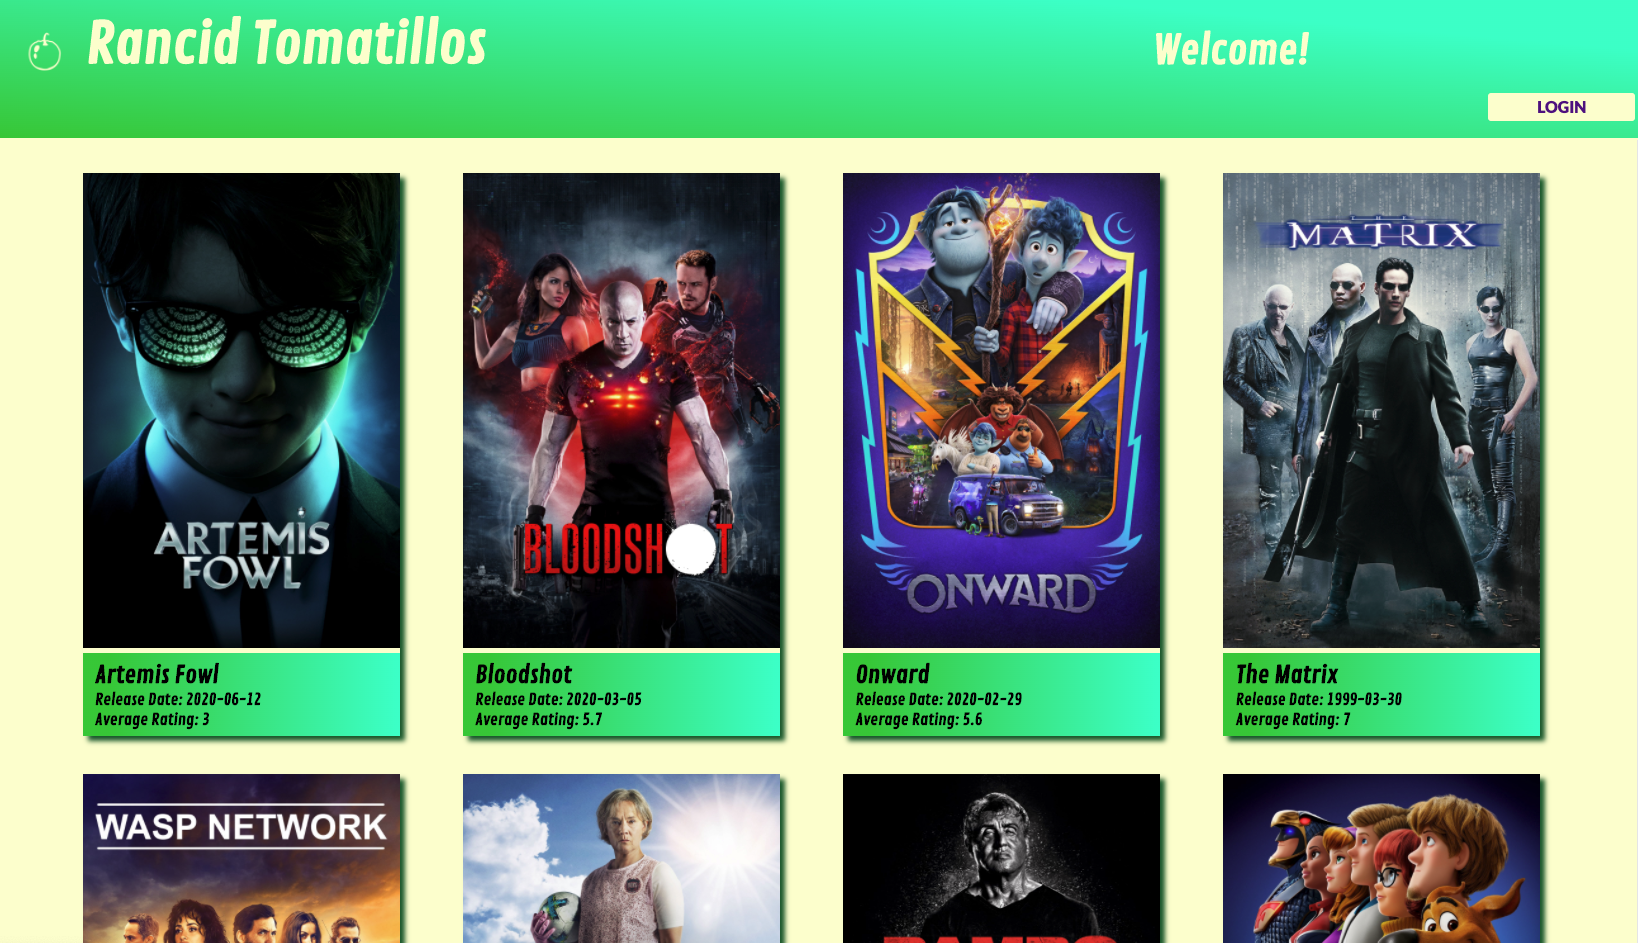 Rancid Tomatillos
Welcome!
LOGIN
ARTEMIS
FOWL
BLOODSH T
ONWARD
THE
MATRIX
Artemis Fowl
Release Date: 2020-06-12
Average Rating: 3
Bloodshot
Release Date: 2020-03-05
Average Rating: 5.7
Onward
Release Date: 2020-02-29
Average Rating: 5.6
The Matrix
Release Date: 1999-03-30
Average Rating: 7
WASP NETWORK
RAMBO